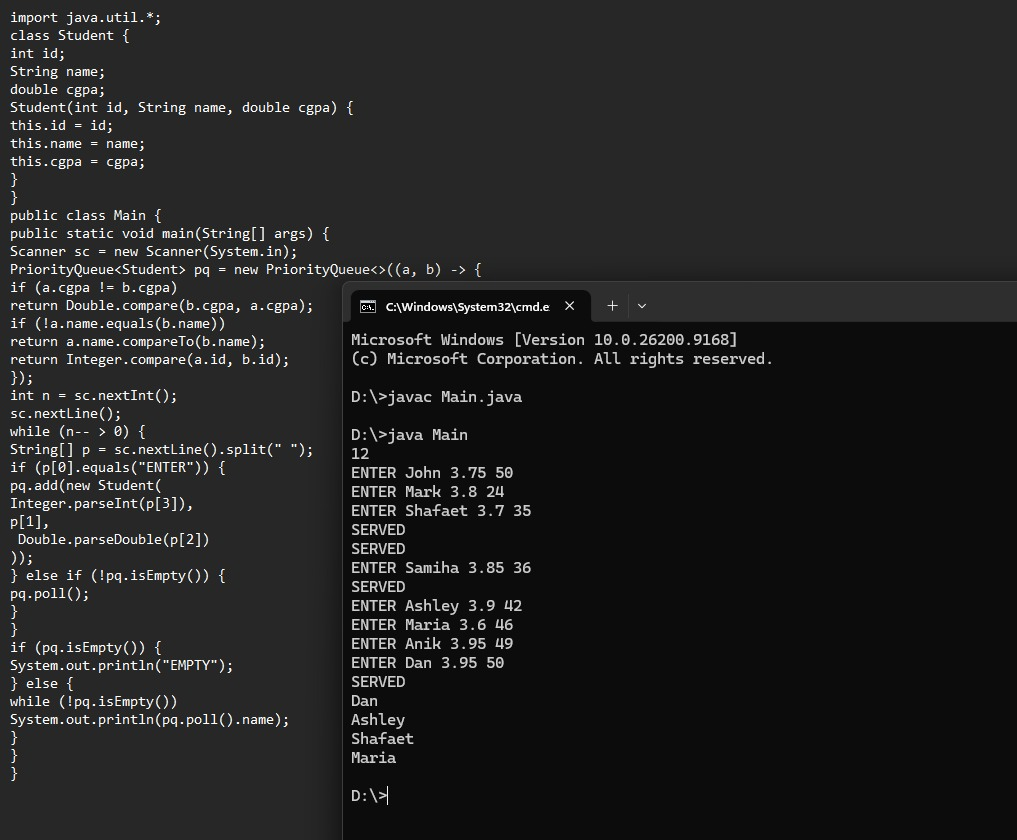 import java.util.*;
class Student {
int id;
String name;
double cgpa;
Student(int id, String name, double cgpa) {
this.id = id;
this.name = name;
this.cgpa = cgpa;
}
}
public class Main {
public static void main(String[] args) {
Scanner sc = new Scanner(System.in);
PriorityQueue<Student> pq = new PriorityQueue<>((a, b) -> {
if (a.cgpa != b.cgpa)
return Double.compare(b.cgpa, a.cgpa);
if (!a.name.equals(b.name))
return a.name.compareTo(b.name);
return Integer.compare(a.id, b.id);
});
int n = sc.nextInt();
sc.nextLine();
while (n-- > 0) {
String[] p = sc.nextLine().split(" ");
if (p[0].equals("ENTER")) {
pq.add(new Student(
Integer.parseInt(p[3]),
p[1],
 Double.parseDouble(p[2])
));
} else if (!pq.isEmpty()) {
pq.poll();
}
}
if (pq.isEmpty()) {
System.out.println("EMPTY");
} else {
while (!pq.isEmpty())
System.out.println(pq.poll().name);
}
}
}
C:\Windows\System32\cmd.e
Microsoft Windows [Version 10.0.26200.9168]
(c) Microsoft Corporation. All rights reserved.
D:\>javac Main.java
D:\>java Main
12
ENTER John 3.75 50
ENTER Mark 3.8 24
ENTER Shafaet 3.7 35
SERVED
SERVED
ENTER Samiha 3.85 36
SERVED
ENTER Ashley 3.9 42
ENTER Maria 3.6 46
ENTER Anik 3.95 49
ENTER Dan 3.95 50
SERVED
Dan
Ashley
Shafaet
Maria
D:\>